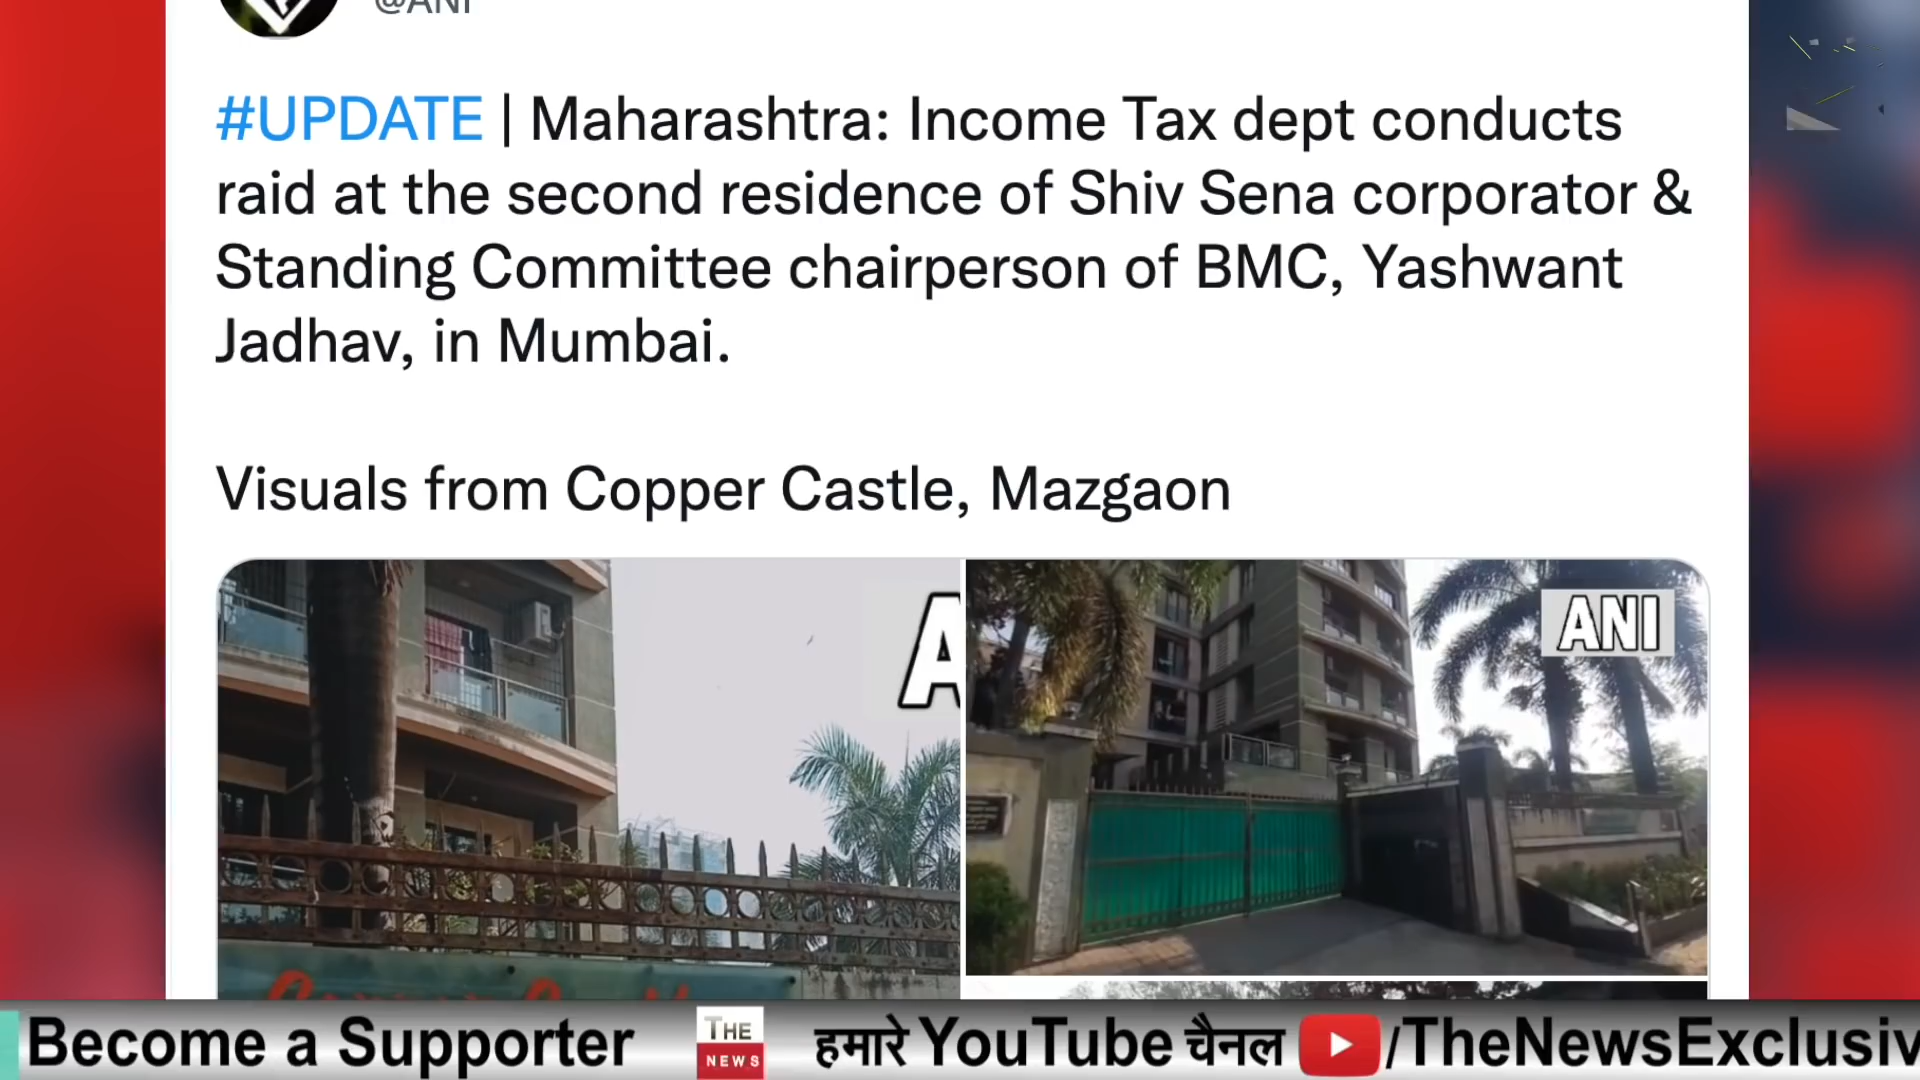 @ANI
#UPDATE | Maharashtra: Income Tax dept conducts
raid at the second residence of Shiv Sena corporator &
Standing Committee chairperson of BMC, Yashwant
Jadhav, in Mumbai.
Visuals from Copper Castle, Mazgaon
ANI
Become a Supporter
THE
NEWS
हमारे YouTube चैनल
/TheNewsExclusiv